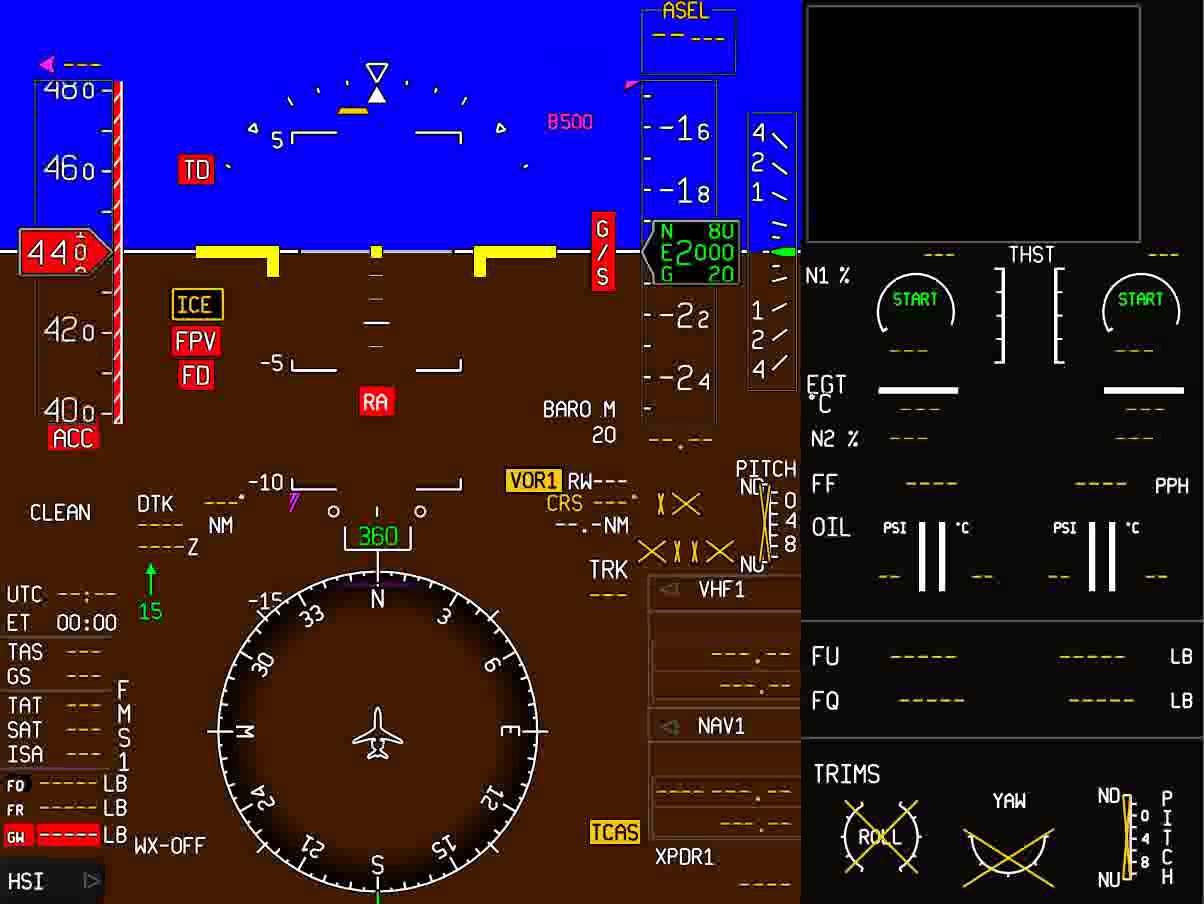 ASEL
-- ---
---
480
460
440
420
400
ACC
TD
5
B500
-16
-18
N 80
E2000
G 20
-22
-24
4
2
1
1
2
4
G/S
ICE
FPV
FD
-5
RA
BARO M
20
--.--
-10
VOR1 RW---
CRS ---°
--.-NM
TRK
---
PITCH
ND
0
4
8
NU
CLEAN
DTK ---°
---- NM
----Z
15
360
-15
N
3
6
E
12
15
S
21
24
W
30
33
UTC --:--
ET 00:00
TAS ---
GS ---
TAT ---
SAT ---
ISA ---
FMS1
FO -----LB
FR -----LB
GW -----LB
WX-OFF
HSI
VHF1
---.--
---.--
NAV1
------.--
---.--
TCAS
XPDR1
----
THST
--- ---
N1 %
START START
--- ---
EGT
°C
--- ---
N2 % --- ---
FF ---- ---- PPH
OIL PSI °C PSI °C
-- -- -- --
FU ----- ----- LB
FQ ----- ----- LB
TRIMS
ROLL
YAW
ND
0
4
8
NU
PITCH